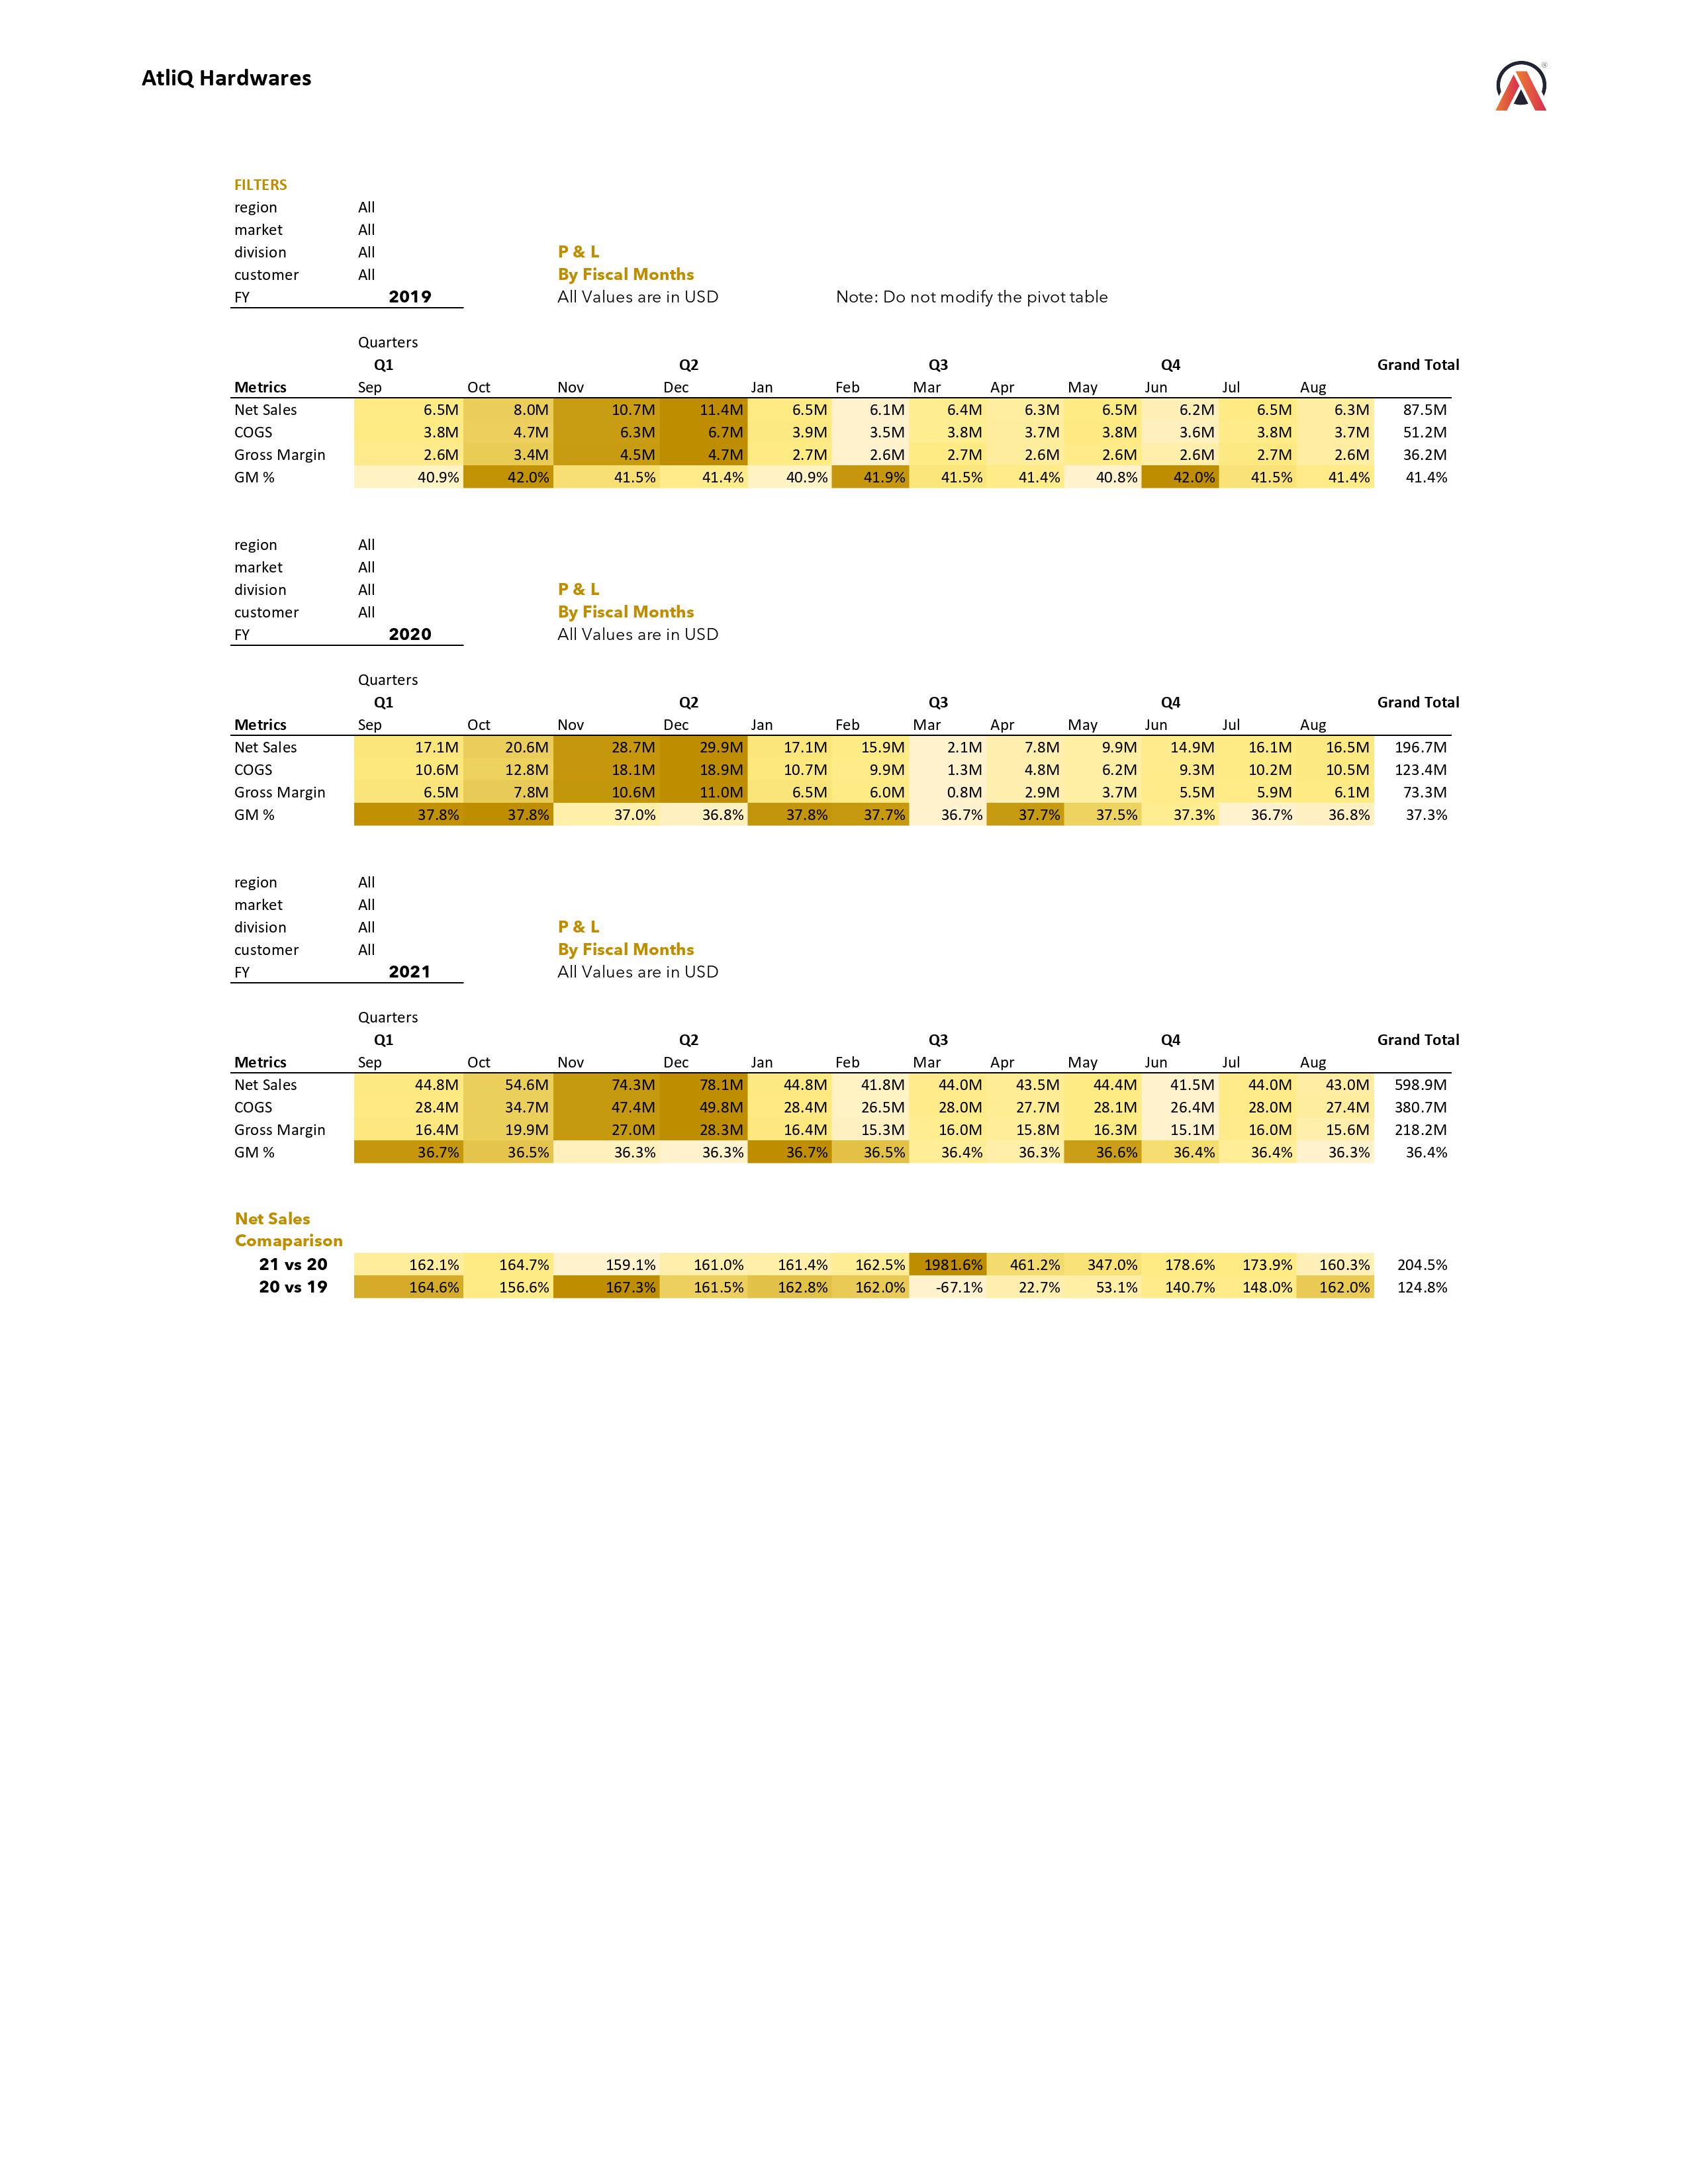 AtliQ Hardwares
®
FILTERS
region All
market All
division All P & L
customer All By Fiscal Months
FY 2019 All Values are in USD Note: Do not modify the pivot table
Quarters
Q1 Q2 Q3 Q4 Grand Total
Metrics Sep Oct Nov Dec Jan Feb Mar Apr May Jun Jul Aug
Net Sales 6.5M 8.0M 10.7M 11.4M 6.5M 6.1M 6.4M 6.3M 6.5M 6.2M 6.5M 6.3M 87.5M
COGS 3.8M 4.7M 6.3M 6.7M 3.9M 3.5M 3.8M 3.7M 3.8M 3.6M 3.8M 3.7M 51.2M
Gross Margin 2.6M 3.4M 4.5M 4.7M 2.7M 2.6M 2.7M 2.6M 2.6M 2.6M 2.7M 2.6M 36.2M
GM % 40.9% 42.0% 41.5% 41.4% 40.9% 41.9% 41.5% 41.4% 40.8% 42.0% 41.5% 41.4% 41.4%
region All
market All
division All P & L
customer All By Fiscal Months
FY 2020 All Values are in USD
Quarters
Q1 Q2 Q3 Q4 Grand Total
Metrics Sep Oct Nov Dec Jan Feb Mar Apr May Jun Jul Aug
Net Sales 17.1M 20.6M 28.7M 29.9M 17.1M 15.9M 2.1M 7.8M 9.9M 14.9M 16.1M 16.5M 196.7M
COGS 10.6M 12.8M 18.1M 18.9M 10.7M 9.9M 1.3M 4.8M 6.2M 9.3M 10.2M 10.5M 123.4M
Gross Margin 6.5M 7.8M 10.6M 11.0M 6.5M 6.0M 0.8M 2.9M 3.7M 5.5M 5.9M 6.1M 73.3M
GM % 37.8% 37.8% 37.0% 36.8% 37.8% 37.7% 36.7% 37.7% 37.5% 37.3% 36.7% 36.8% 37.3%
region All
market All
division All P & L
customer All By Fiscal Months
FY 2021 All Values are in USD
Quarters
Q1 Q2 Q3 Q4 Grand Total
Metrics Sep Oct Nov Dec Jan Feb Mar Apr May Jun Jul Aug
Net Sales 44.8M 54.6M 74.3M 78.1M 44.8M 41.8M 44.0M 43.5M 44.4M 41.5M 44.0M 43.0M 598.9M
COGS 28.4M 34.7M 47.4M 49.8M 28.4M 26.5M 28.0M 27.7M 28.1M 26.4M 28.0M 27.4M 380.7M
Gross Margin 16.4M 19.9M 27.0M 28.3M 16.4M 15.3M 16.0M 15.8M 16.3M 15.1M 16.0M 15.6M 218.2M
GM % 36.7% 36.5% 36.3% 36.3% 36.7% 36.5% 36.4% 36.3% 36.6% 36.4% 36.4% 36.3% 36.4%
Net Sales
Comaparison
21 vs 20 162.1% 164.7% 159.1% 161.0% 161.4% 162.5% 1981.6% 461.2% 347.0% 178.6% 173.9% 160.3% 204.5%
20 vs 19 164.6% 156.6% 167.3% 161.5% 162.8% 162.0% -67.1% 22.7% 53.1% 140.7% 148.0% 162.0% 124.8%